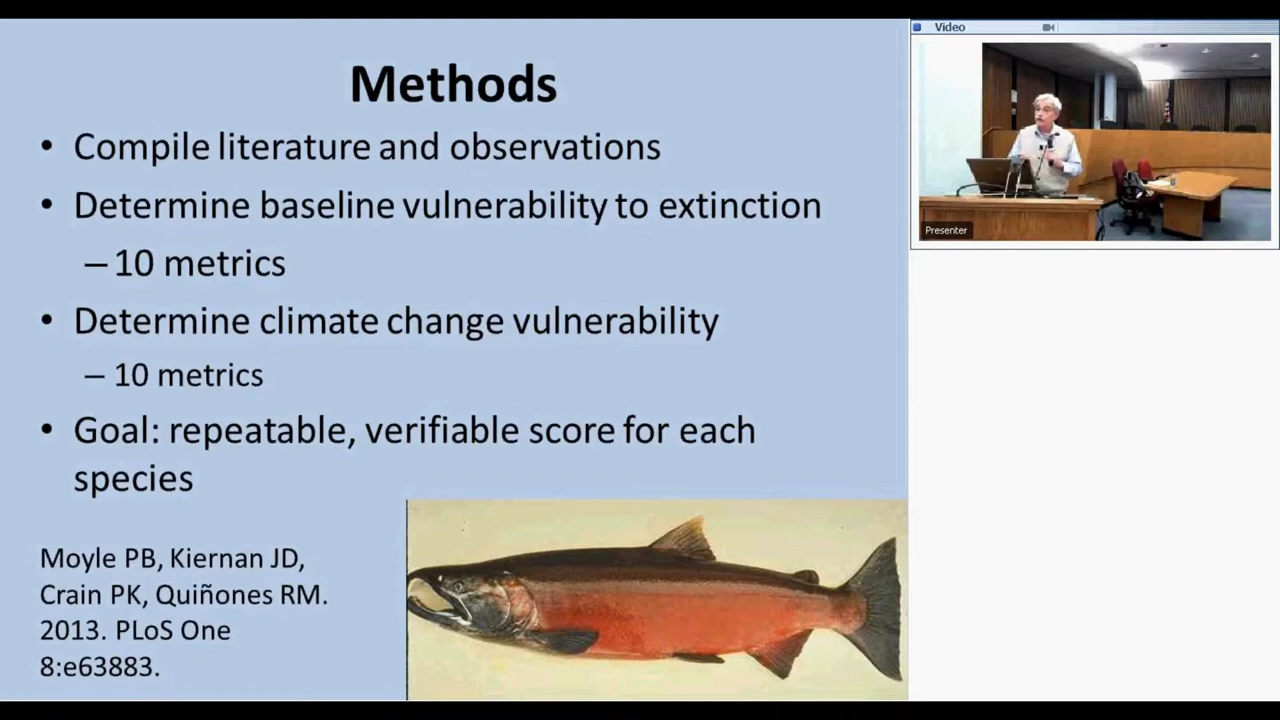 Methods
• Compile literature and observations
• Determine baseline vulnerability to extinction
– 10 metrics
• Determine climate change vulnerability
– 10 metrics
• Goal: repeatable, verifiable score for each
species
Moyle PB, Kiernan JD,
Crain PK, Quiñones RM.
2013. PLoS One
8:e63883.
Video
Presenter